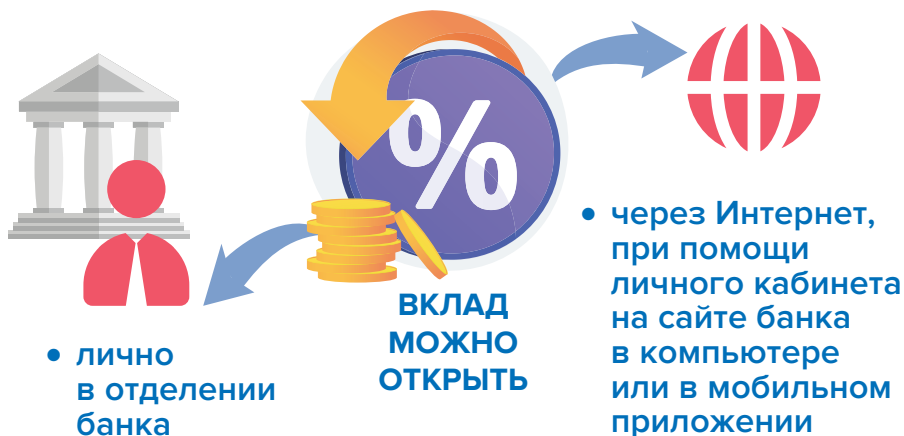 %
ВКЛАД
МОЖНО
ОТКРЫТЬ
• лично
в отделении
банка
• через Интернет,
при помощи
личного кабинета
на сайте банка
в компьютере
или в мобильном
приложении